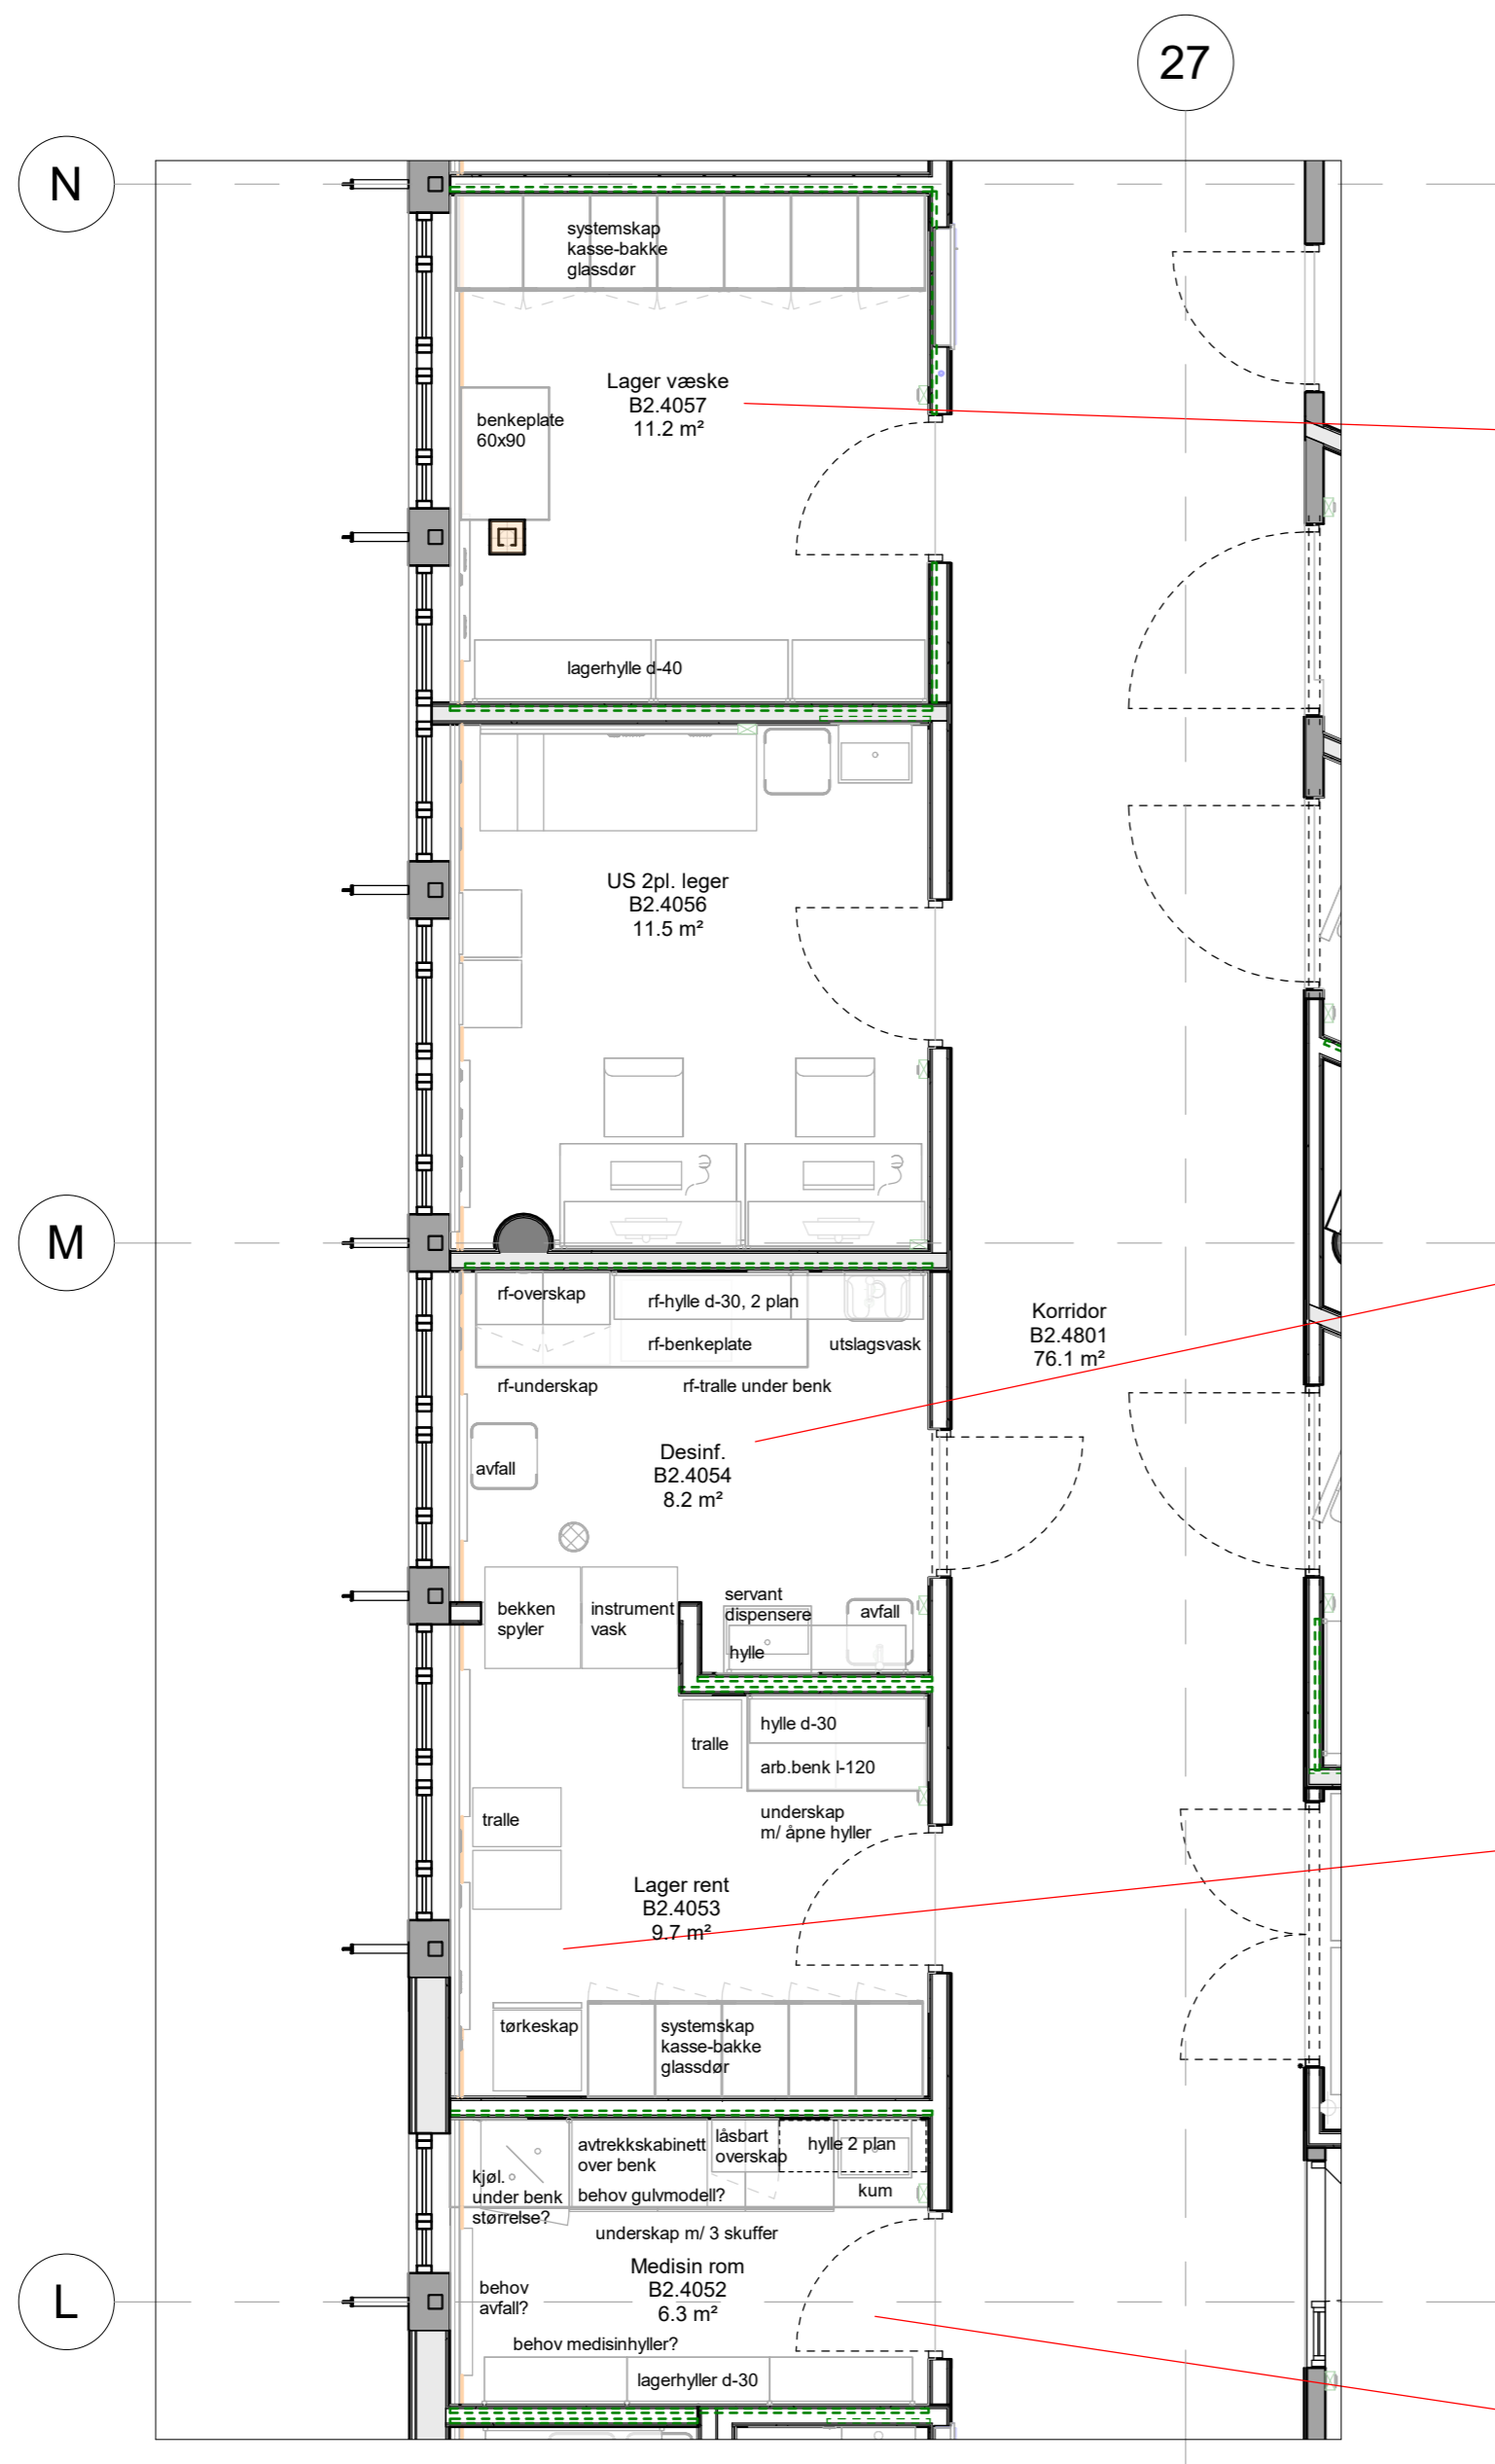 27
N
systemskap
kasse-bakke
glassdør
Lager væske
B2.4057
11.2 m²
benkeplate
60x90
lagerhylle d-40
US 2pl. leger
B2.4056
11.5 m²
M
rf-overskap
rf-hylle d-30, 2 plan
rf-benkeplate
utslagsvask
rf-underskap
rf-tralle under benk
Korridor
B2.4801
76.1 m²
Desinf.
B2.4054
8.2 m²
avfall
bekken
spyler
instrument
vask
servant
dispensere
hylle
avfall
tralle
hylle d-30
arb.benk l-120
underskap
m/ åpne hyller
tralle
Lager rent
B2.4053
9.7 m²
tørkeskap
systemskap
kasse-bakke
glassdør
kjøl.
under benk
størrelse?
avtrekkskabinett
over benk
behov gulvmodell?
låsbart
overskap
hylle 2 plan
kum
underskap m/ 3 skuffer
Medisin rom
B2.4052
6.3 m²
L
behov
avfall?
behov medisinhyller?
lagerhyller d-30